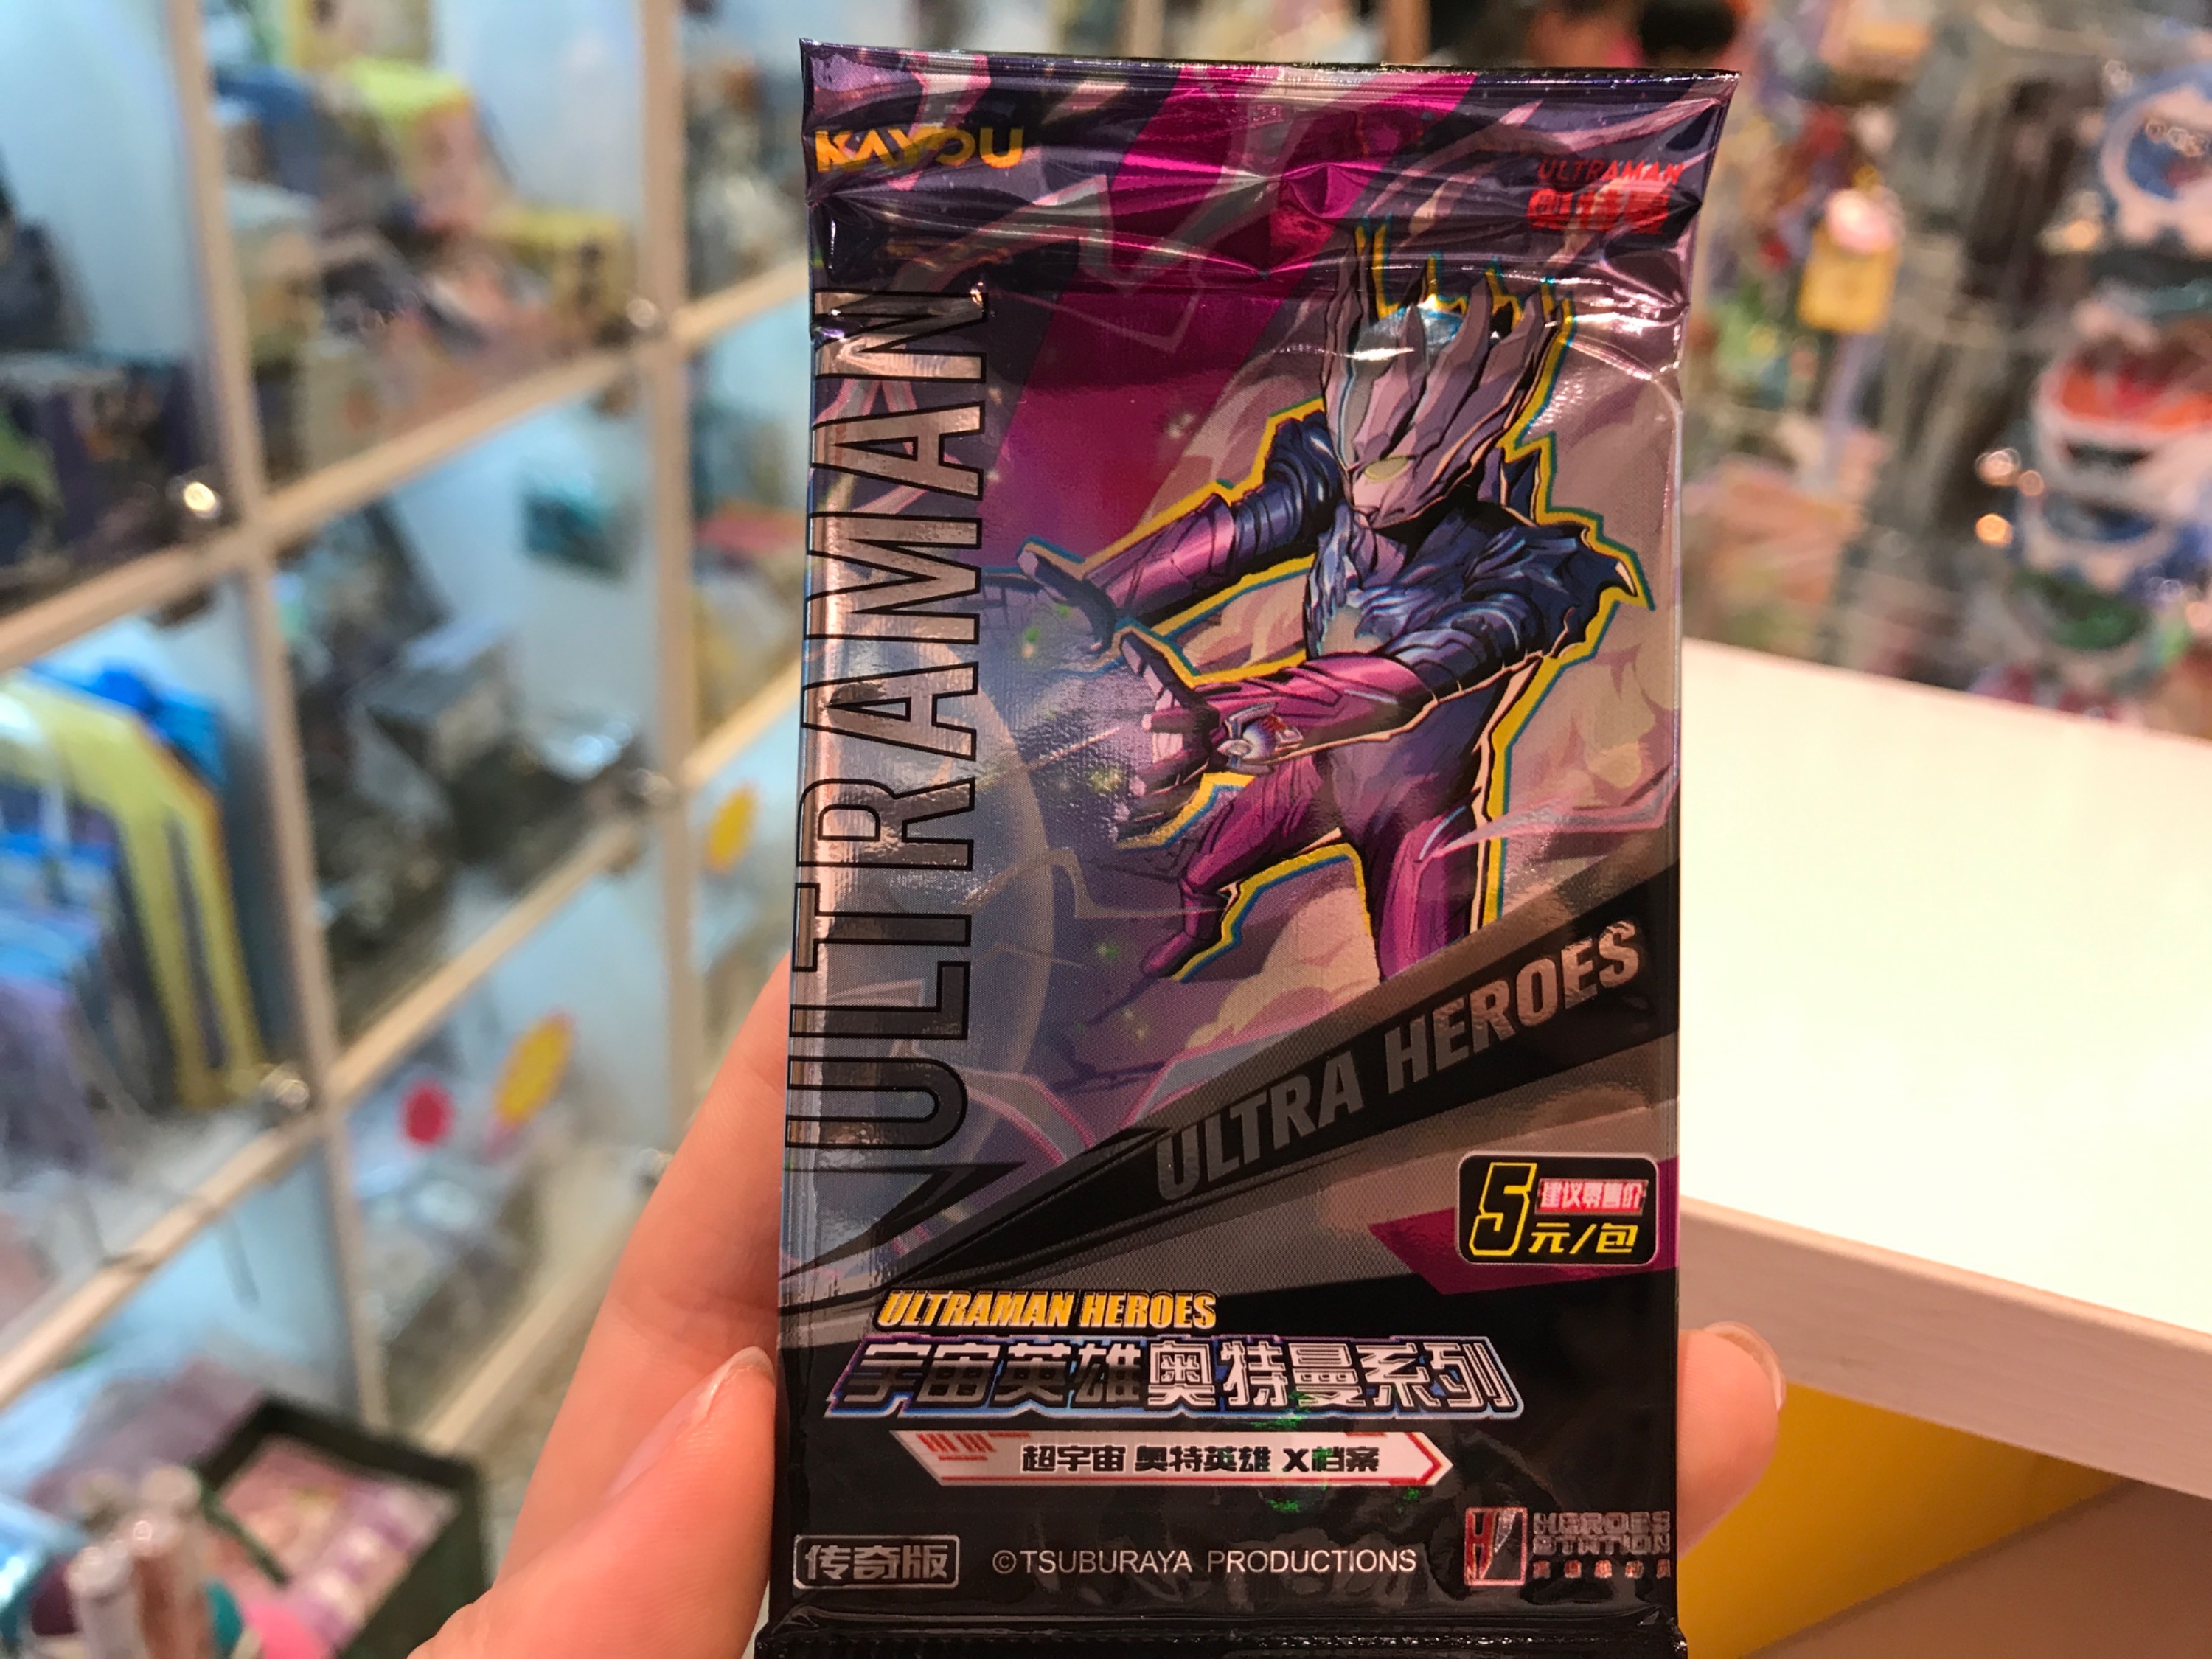 KAYOU
ULTRAMAN
奥特曼
ULTRAMAN
ULTRA HEROES
5元/包
建议零售价
ULTRAMAN HEROES
宇宙英雄奥特曼系列
超宇宙 奥特英雄 X档案
传奇版
©TSUBURAYA PRODUCTIONS
HEROES
STATION